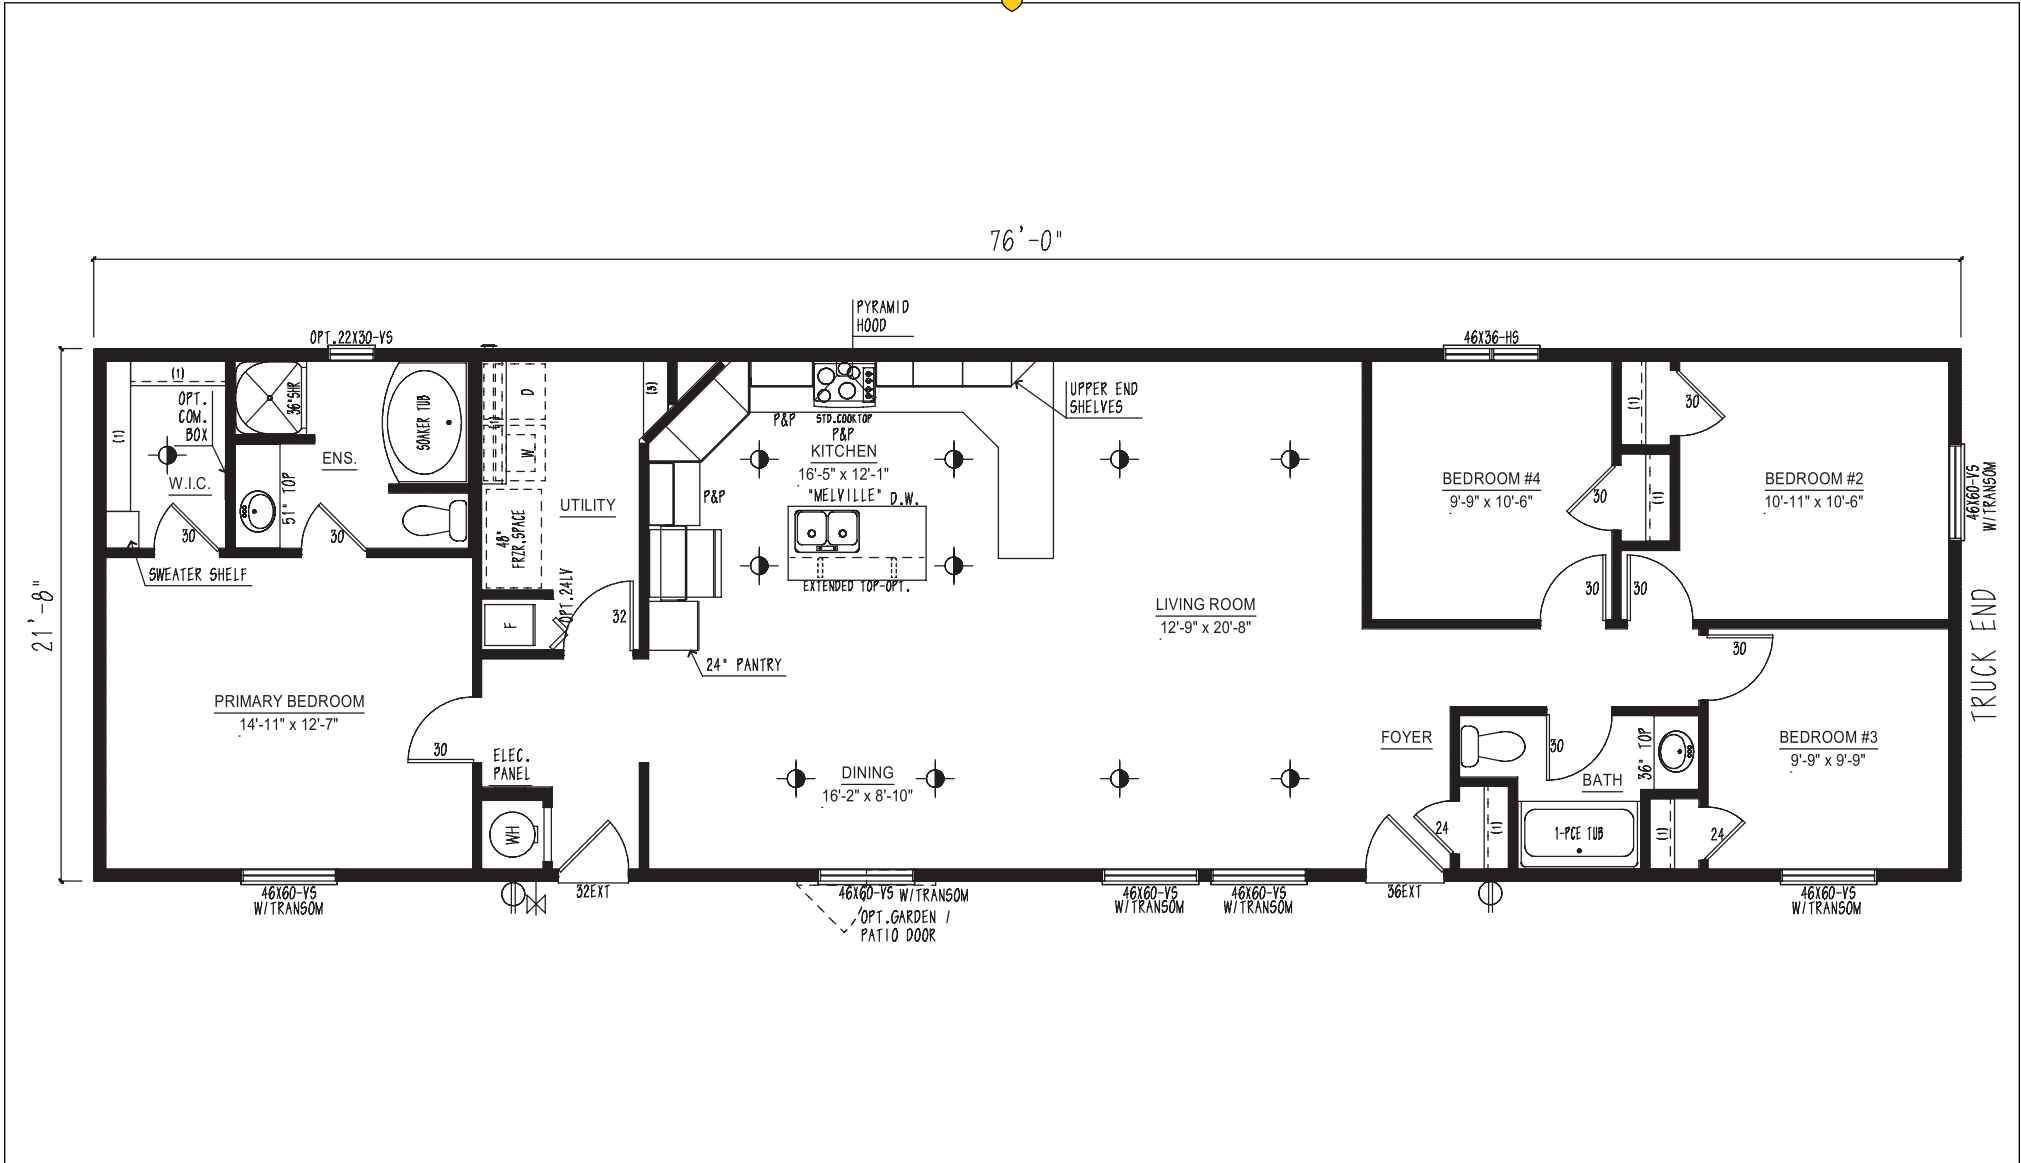 76'-0"
PYRAMID
HOOD
OPT.22X30-VS
46X36-HS
(1)
OPT.
COM.
BOX
(1)
W.I.C.
30
SWEATER SHELF
36"SHR
SOAKER TUB
ENS.
51" TOP
30
D
W
(1)
48"
FRZR.SPACE
UTILITY
(3)
OPT.24LV
32
F
UPPER END
SHELVES
P&P
STD.COOKTOP
P&P
KITCHEN
16'-5" x 12'-1"
"MELVILLE"
D.W.
P&P
EXTENDED TOP-OPT.
24" PANTRY
LIVING ROOM
12'-9" x 20'-8"
BEDROOM #4
9'-9" x 10'-6"
30
(1)
(1)
30
BEDROOM #2
10'-11" x 10'-6"
30
30
46X60-VS
W/TRANSOM
TRUCK END
21'-8"
PRIMARY BEDROOM
14'-11" x 12'-7"
30
ELEC.
PANEL
WH
DINING
16'-2" x 8'-10"
FOYER
30
BATH
36" TOP
30
BEDROOM #3
9'-9" x 9'-9"
24
(1)
1-PCE TUB
(1)
24
46X60-VS
W/TRANSOM
32EXT
46X60-VS W/TRANSOM
OPT.GARDEN /
PATIO DOOR
46X60-VS
W/TRANSOM
46X60-VS
W/TRANSOM
36EXT
46X60-VS
W/TRANSOM